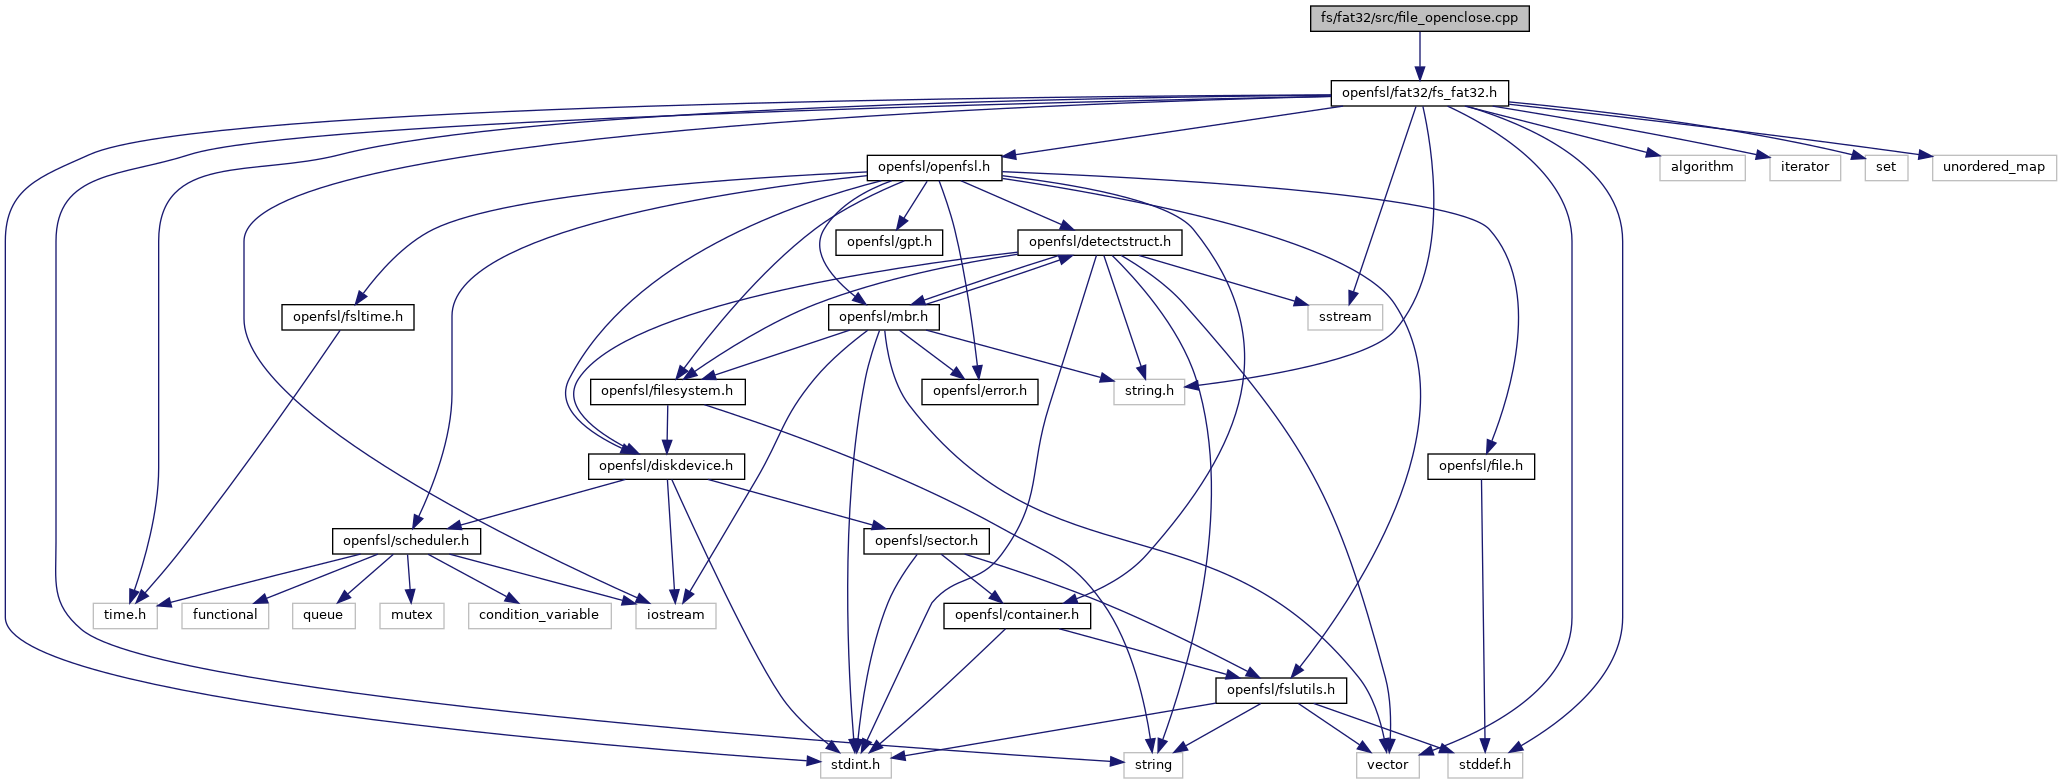 fs/fat32/src/file_openclose.cpp
openfsl/fat32/fs_fat32.h
openfsl/openfsl.h
algorithm
iterator
set
unordered_map
openfsl/gpt.h
openfsl/detectstruct.h
openfsl/fsltime.h
openfsl/mbr.h
sstream
openfsl/filesystem.h
openfsl/error.h
string.h
openfsl/diskdevice.h
openfsl/file.h
openfsl/scheduler.h
openfsl/sector.h
time.h
functional
queue
mutex
condition_variable
iostream
openfsl/container.h
openfsl/fslutils.h
stdint.h
string
vector
stddef.h